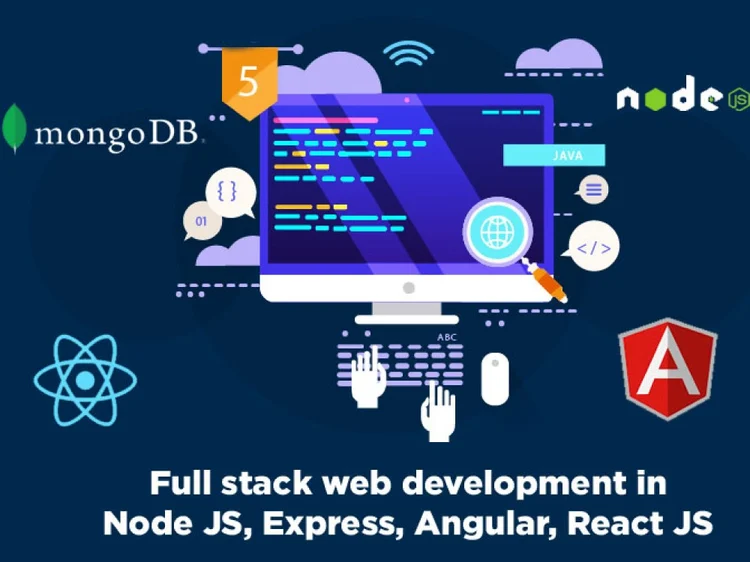 5
mongoDB.
node
JS
JAVA
{ }
01
</>
ABC
Full stack web development in
Node JS, Express, Angular, React JS